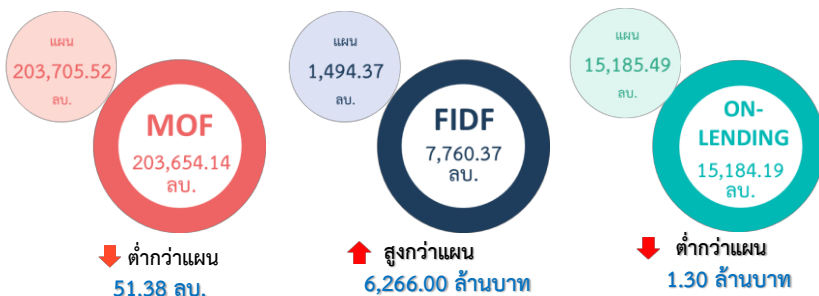 แผน
203,705.52
ลบ.
MOF
203,654.14
ลบ.
ต่ำกว่าแผน
51.38 ลบ.
แผน
1,494.37
ลบ.
FIDF
7,760.37
ลบ.
สูงกว่าแผน
6,266.00 ล้านบาท
แผน
15,185.49
ลบ.
ON-
LENDING
15,184.19
ลบ.
ต่ำกว่าแผน
1.30 ล้านบาท